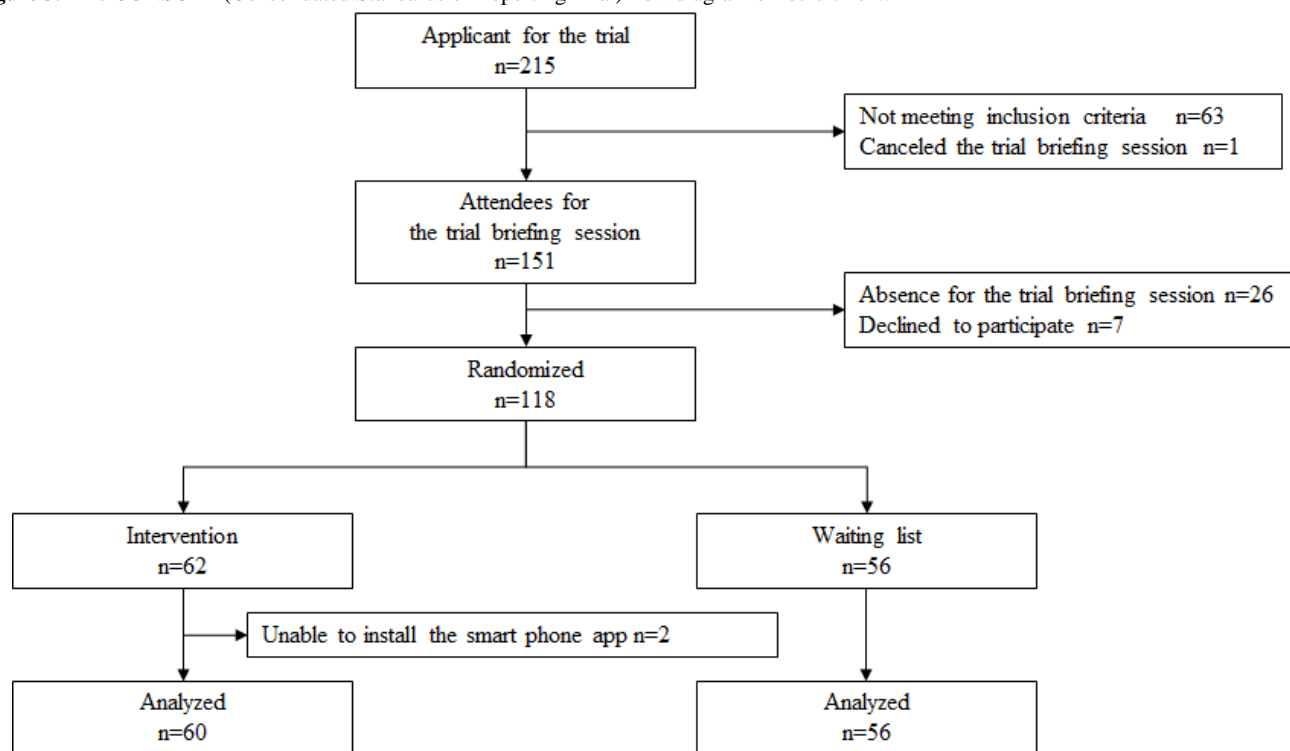 Applicant for the trial
n=215
Not meeting inclusion criteria n=63
Canceled the trial briefing session n=1
Attendees for
the trial briefing session
n=151
Absence for the trial briefing session n=26
Declined to participate n=7
Randomized
n=118
Intervention
n=62
Waiting list
n=56
Unable to install the smart phone app n=2
Analyzed
n=60
Analyzed
n=56